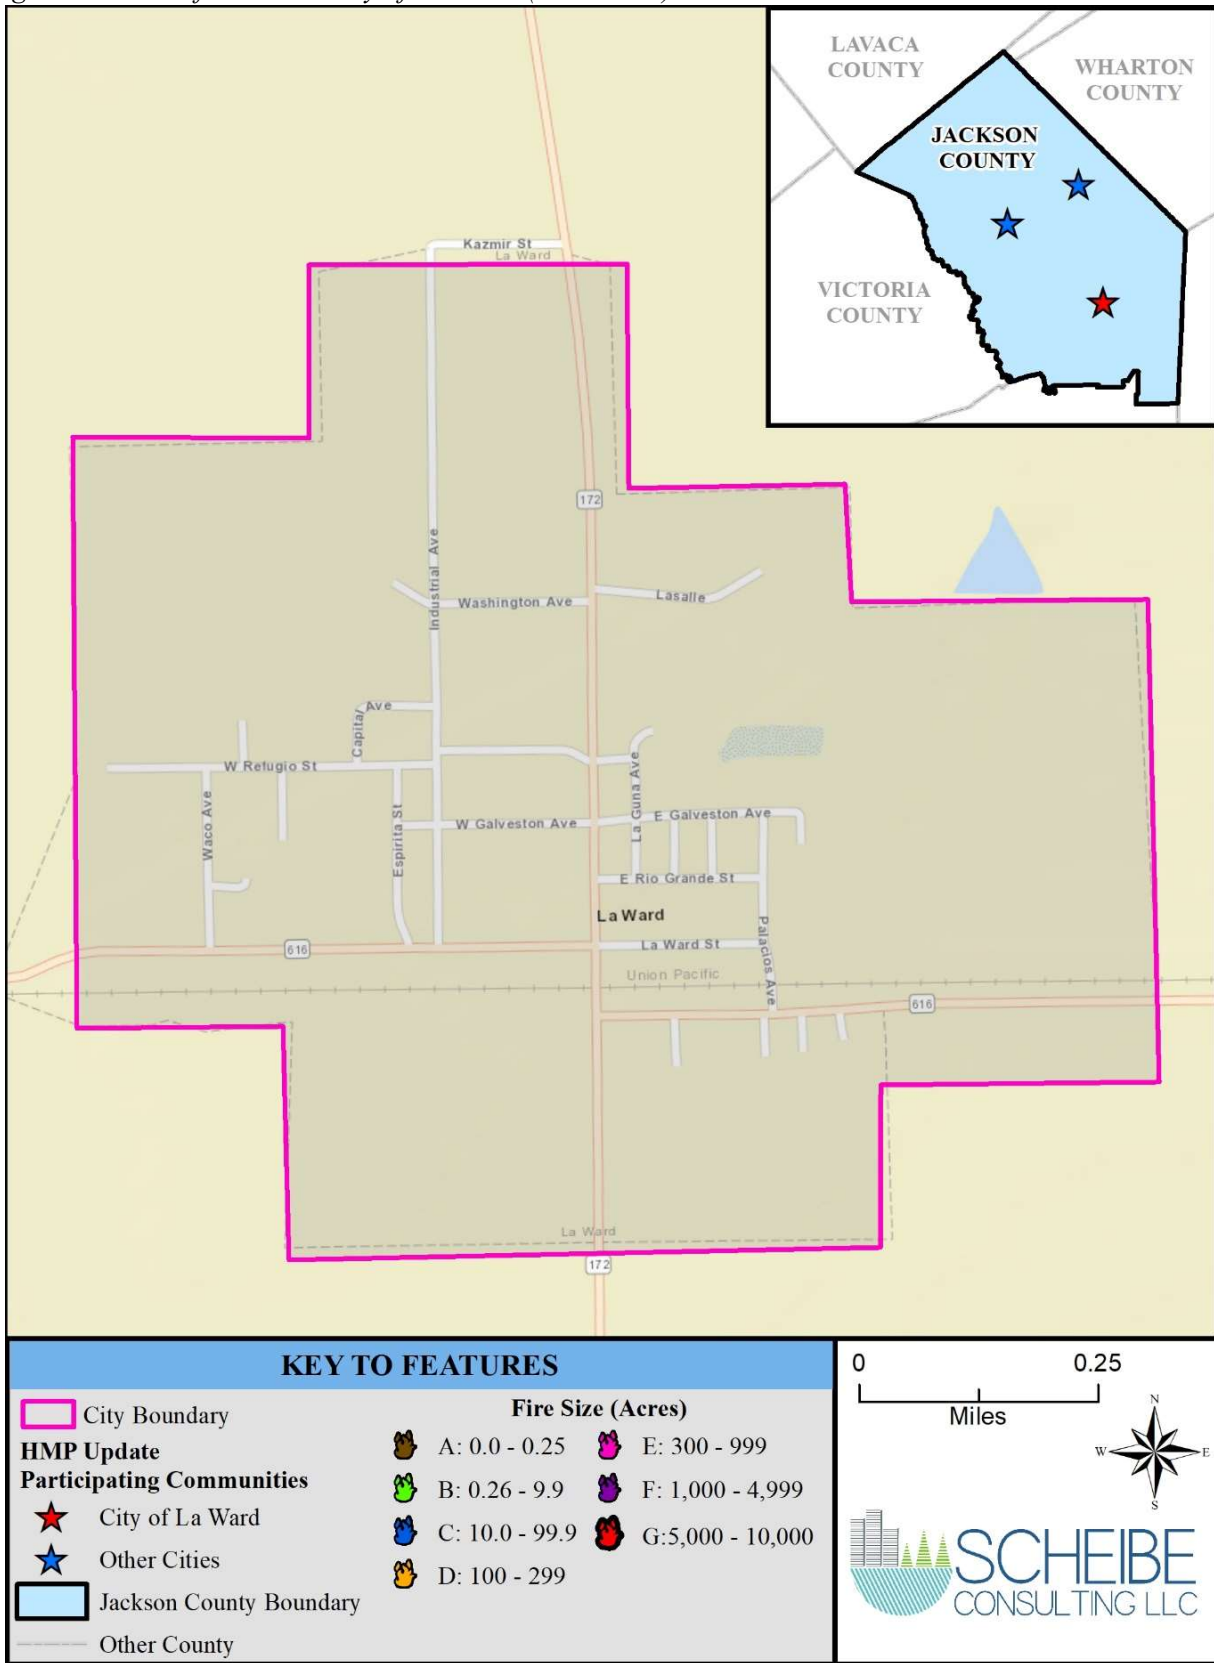 LAVACA
COUNTY
WHARTON
COUNTY
JACKSON
COUNTY
VICTORIA
COUNTY
Kazmir St
La Ward
172
Industrial Ave
Washington Ave
Lasalle
Capital Ave
W Refugio St
La Guna Ave
Waco Ave
Espirita St
W Galveston Ave
E Galveston Ave
E Rio Grande St
La Ward
Palacios Ave
616
La Ward St
Union Pacific
616
La Ward
172
KEY TO FEATURES
City Boundary
HMP Update
Participating Communities
City of La Ward
Other Cities
Jackson County Boundary
Other County
Fire Size (Acres)
A: 0.0 - 0.25
B: 0.26 - 9.9
C: 10.0 - 99.9
D: 100 - 299
E: 300 - 999
F: 1,000 - 4,999
G:5,000 - 10,000
0 0.25
Miles
N
W E
S
SCHEIBE
CONSULTING LLC